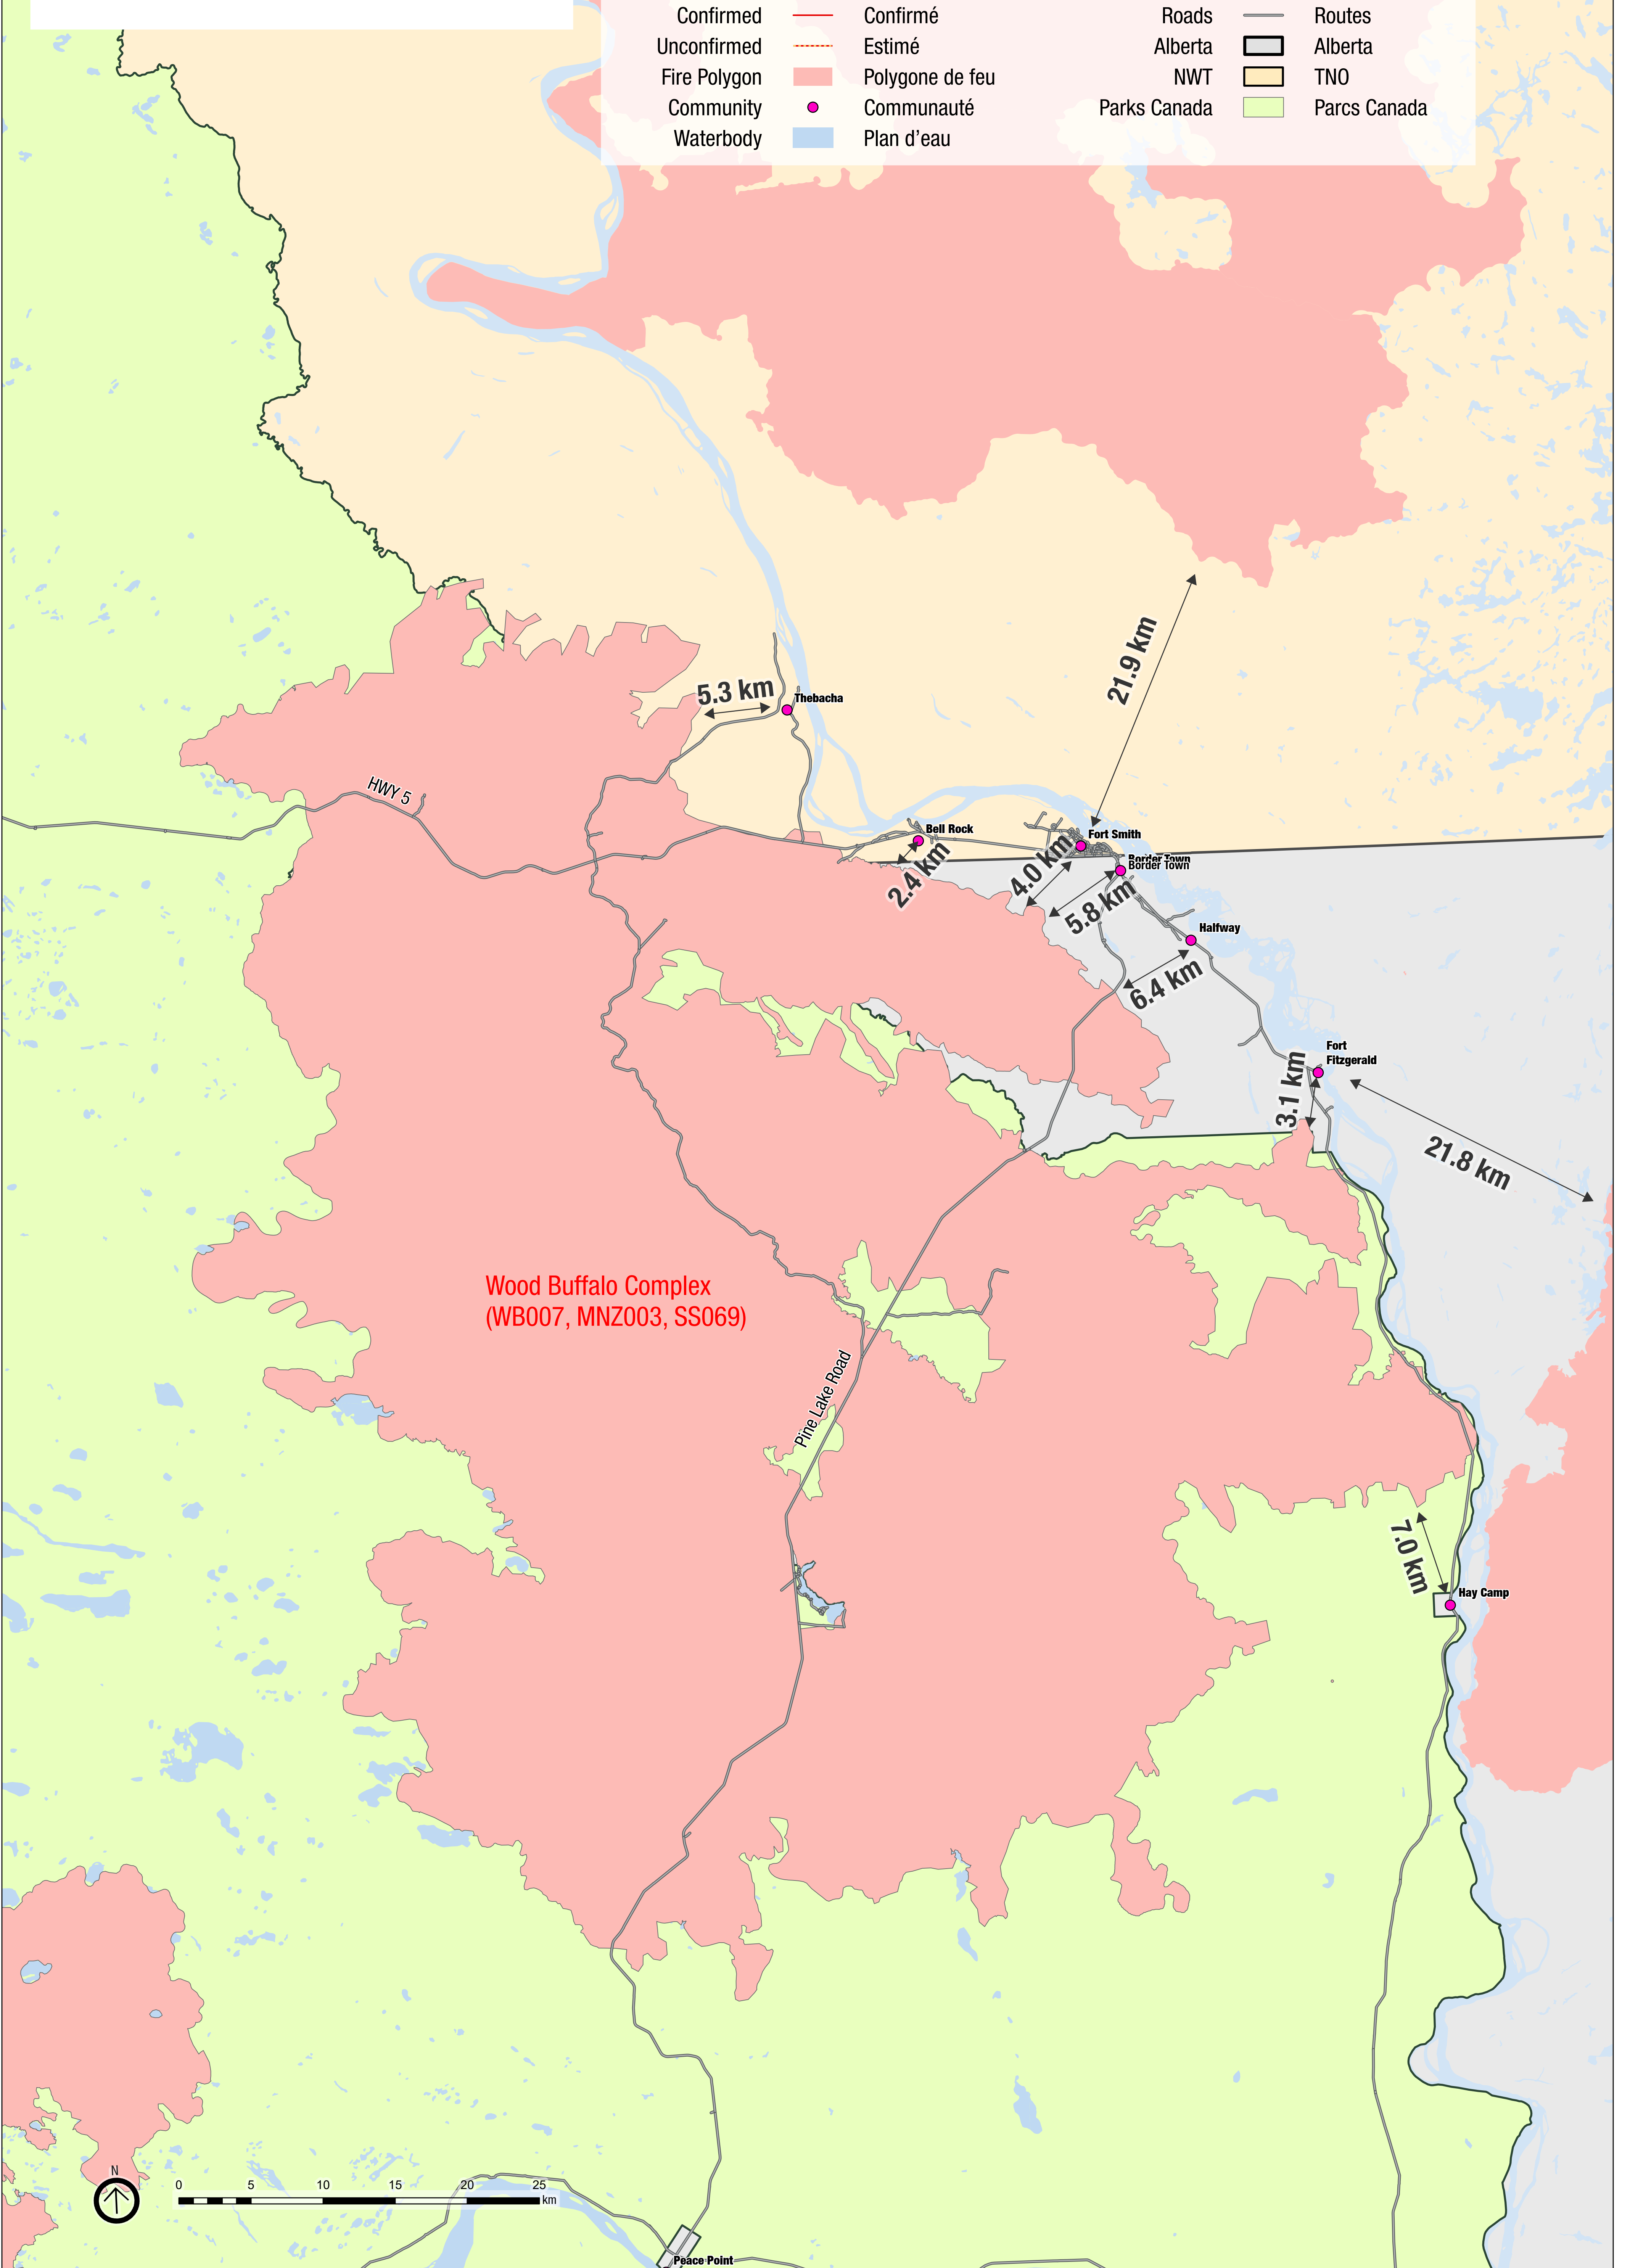 Confirmed Confirmé Roads Routes
Unconfirmed Estimé Alberta Alberta
Fire Polygon Polygone de feu NWT TNO
Community Communauté Parks Canada Parcs Canada
Waterbody Plan d'eau
21.9 km
5.3 km
Thebacha
HWY 5
Bell Rock
Fort Smith
2.4 km
4.0 km
Border Town
Border Town
5.8 km
Halfway
6.4 km
Fort
Fitzgerald
3.1 km
21.8 km
Wood Buffalo Complex
(WB007, MNZ003, SS069)
Pine Lake Road
7.0 km
Hay Camp
N
0 5 10 15 20 25
km
Peace Point